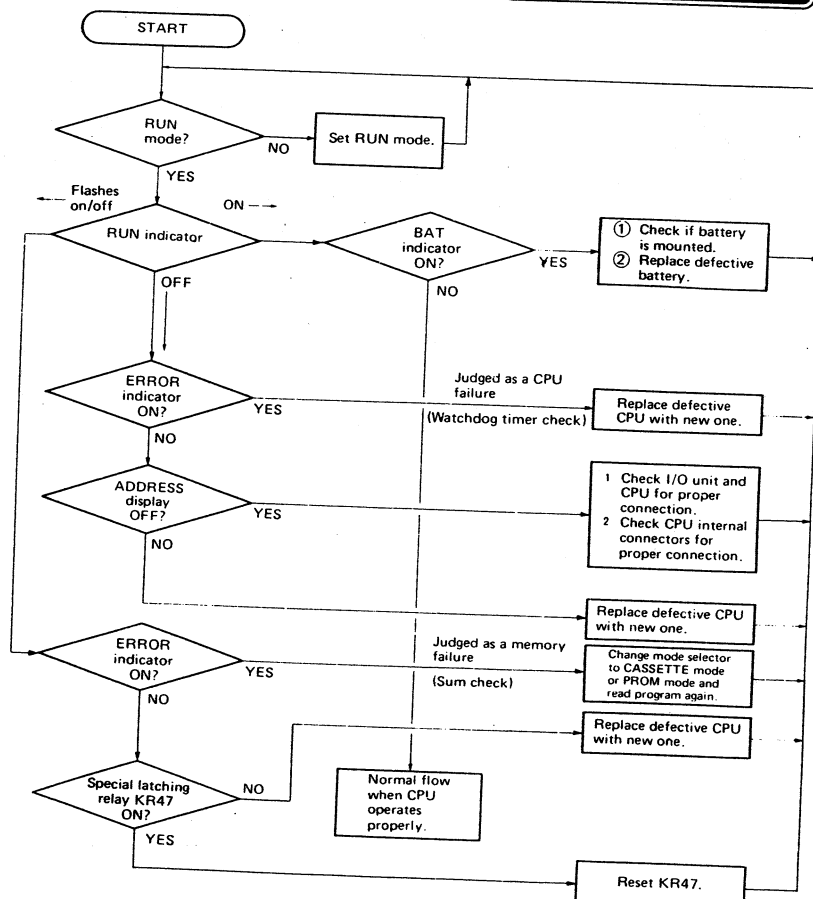 START
RUN
mode?
NO
Set RUN mode.
YES
Flashes
on/off
ON
RUN indicator
BAT
indicator
ON?
YES
① Check if battery
is mounted.
② Replace defective
battery.
OFF
NO
ERROR
indicator
ON?
YES
Judged as a CPU
failure
(Watchdog timer check)
Replace defective
CPU with new one.
NO
ADDRESS
display
OFF?
YES
1 Check I/O unit and
CPU for proper
connection.
2 Check CPU internal
connectors for
proper connection.
NO
Replace defective CPU
with new one.
ERROR
indicator
ON?
YES
Judged as a memory
failure
(Sum check)
Change mode selector
to CASSETTE mode
or PROM mode and
read program again.
NO
Replace defective CPU
with new one.
Special latching
relay KR47
ON?
NO
Normal flow
when CPU
operates
properly.
YES
Reset KR47.